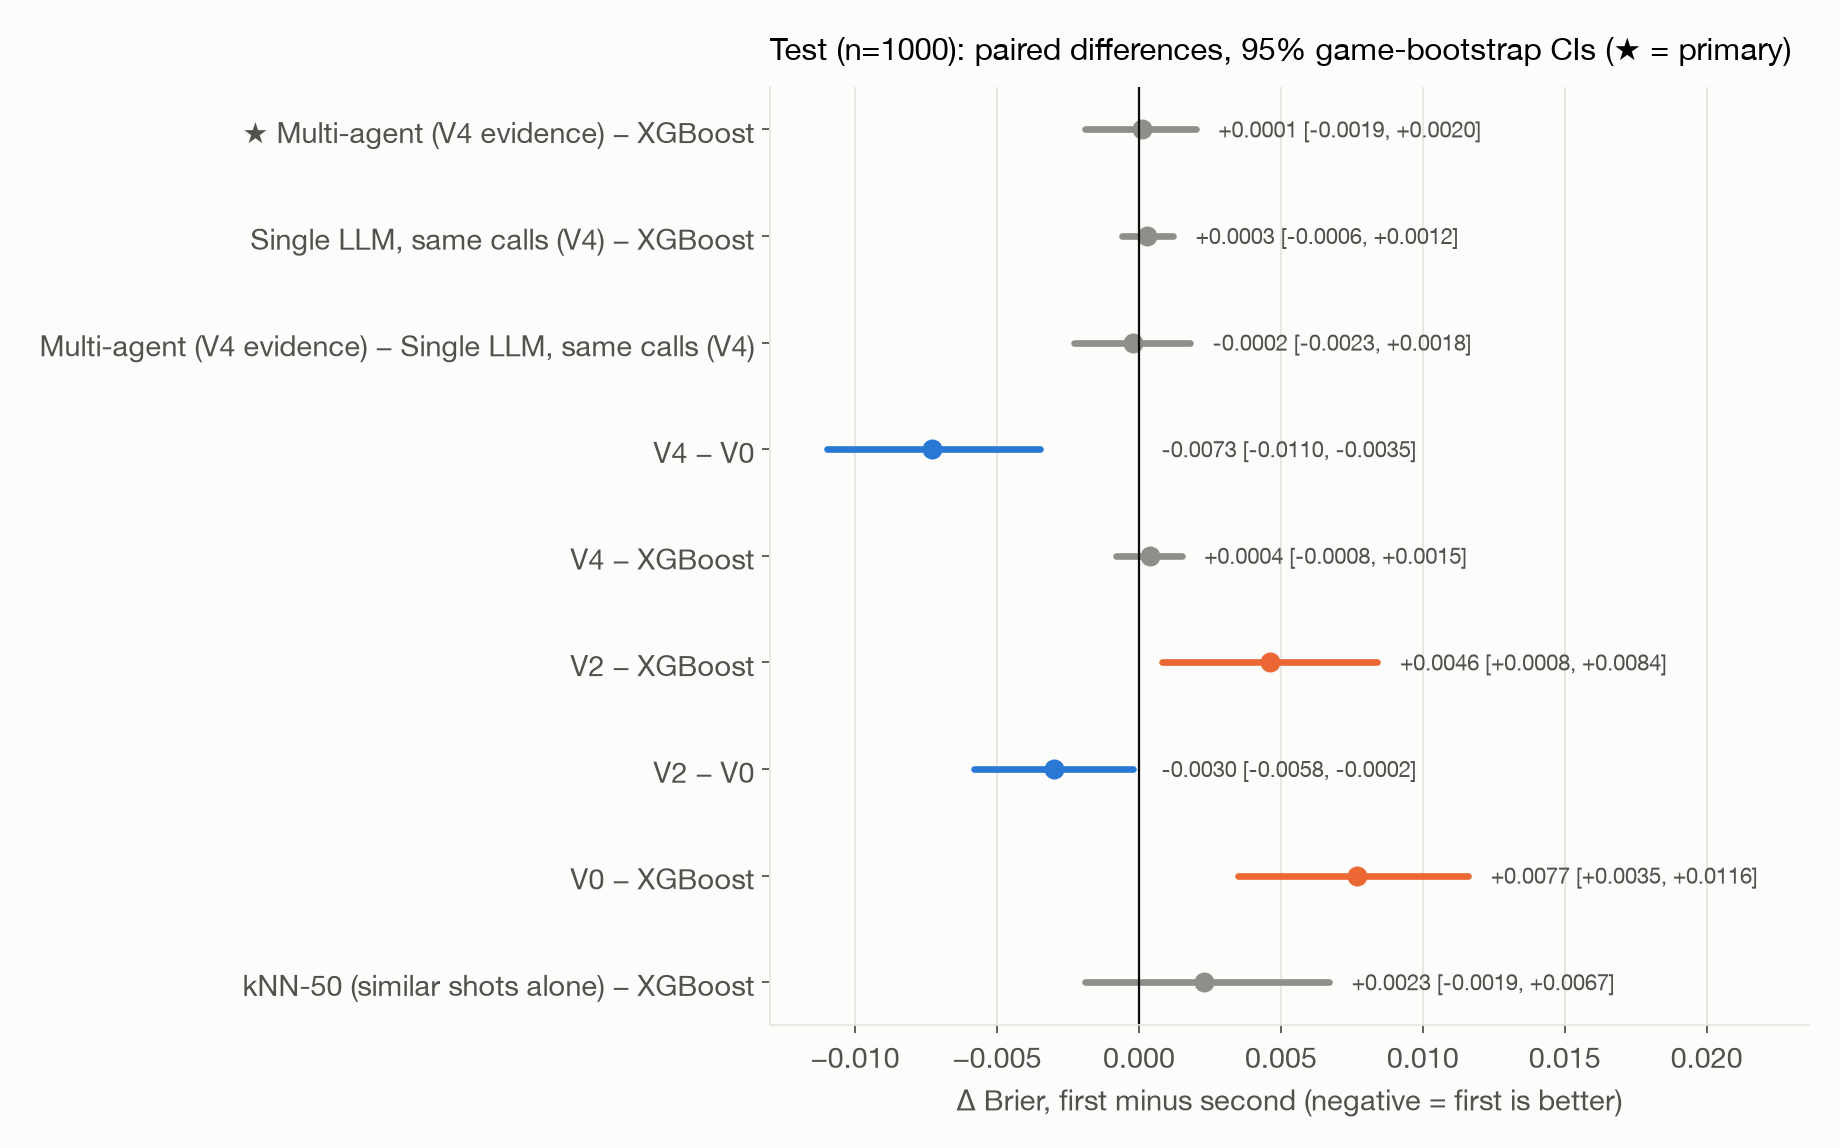 Test (n=1000): paired differences, 95% game-bootstrap CIs (★ = primary)
★ Multi-agent (V4 evidence) – XGBoost
+0.0001 [-0.0019, +0.0020]
Single LLM, same calls (V4) – XGBoost
+0.0003 [-0.0006, +0.0012]
Multi-agent (V4 evidence) – Single LLM, same calls (V4)
-0.0002 [-0.0023, +0.0018]
V4 – V0
-0.0073 [-0.0110, -0.0035]
V4 – XGBoost
+0.0004 [-0.0008, +0.0015]
V2 – XGBoost
+0.0046 [+0.0008, +0.0084]
V2 – V0
-0.0030 [-0.0058, -0.0002]
V0 – XGBoost
+0.0077 [+0.0035, +0.0116]
kNN-50 (similar shots alone) – XGBoost
+0.0023 [-0.0019, +0.0067]
−0.010 −0.005 0.000 0.005 0.010 0.015 0.020
Δ Brier, first minus second (negative = first is better)